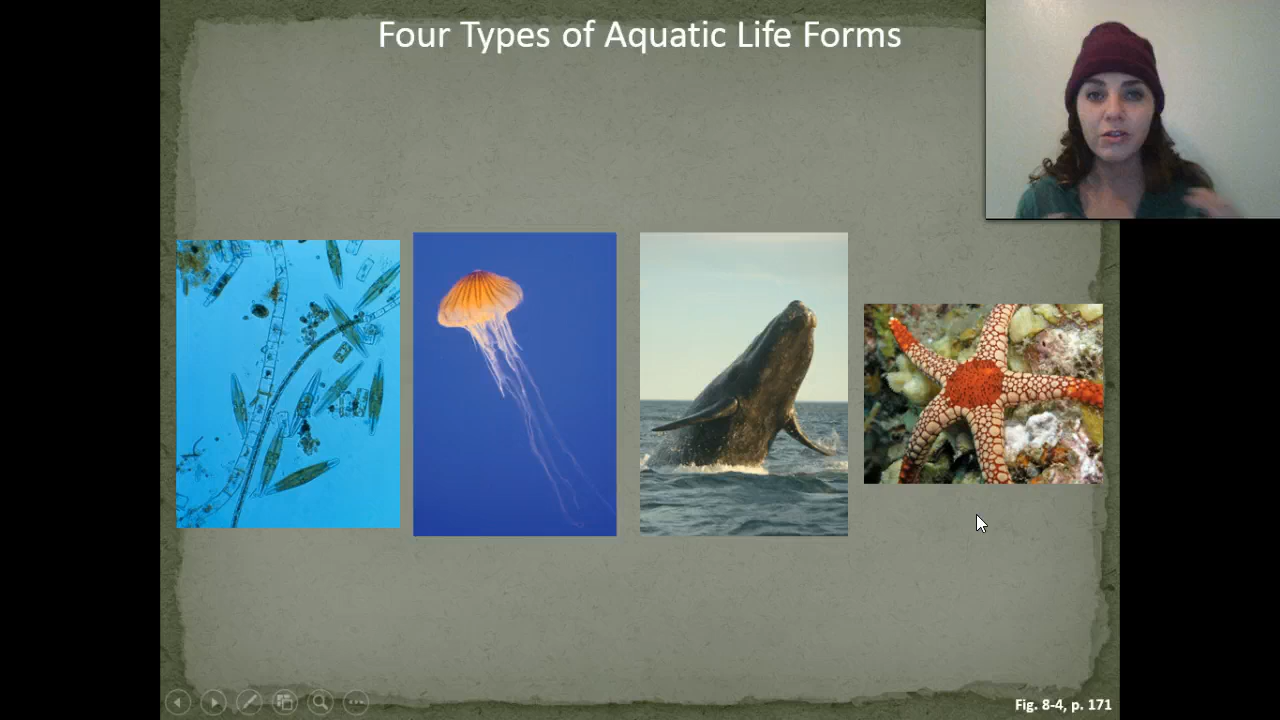 Four Types of Aquatic Life Forms
Fig. 8-4, p. 171